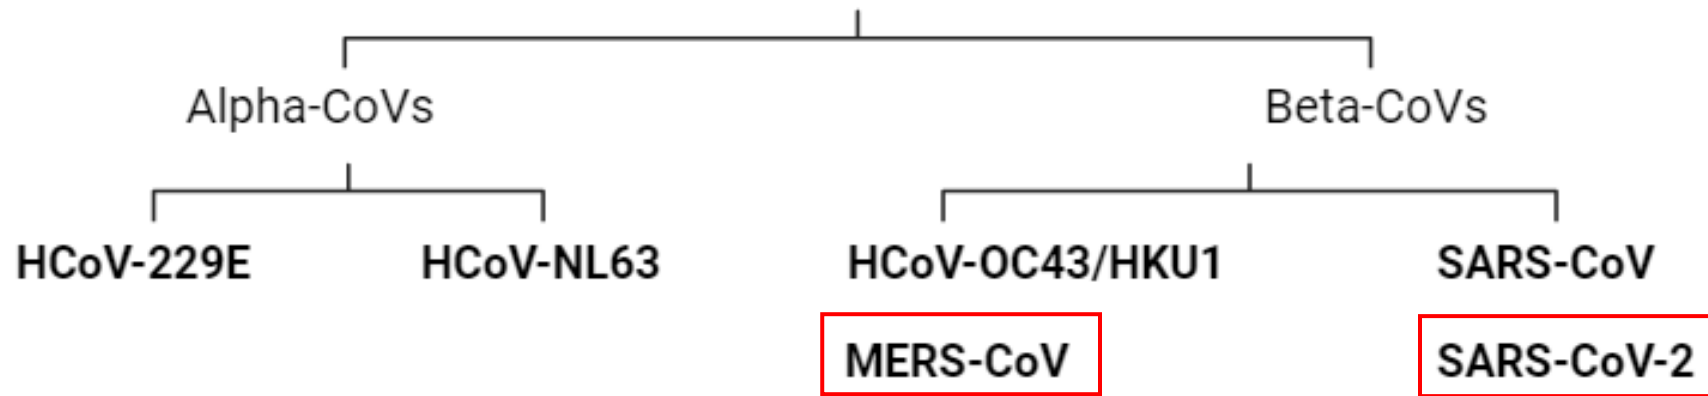 Alpha-CoVs Beta-CoVs
HCoV-229E HCoV-NL63 HCoV-OC43/HKU1 SARS-CoV
MERS-CoV SARS-CoV-2